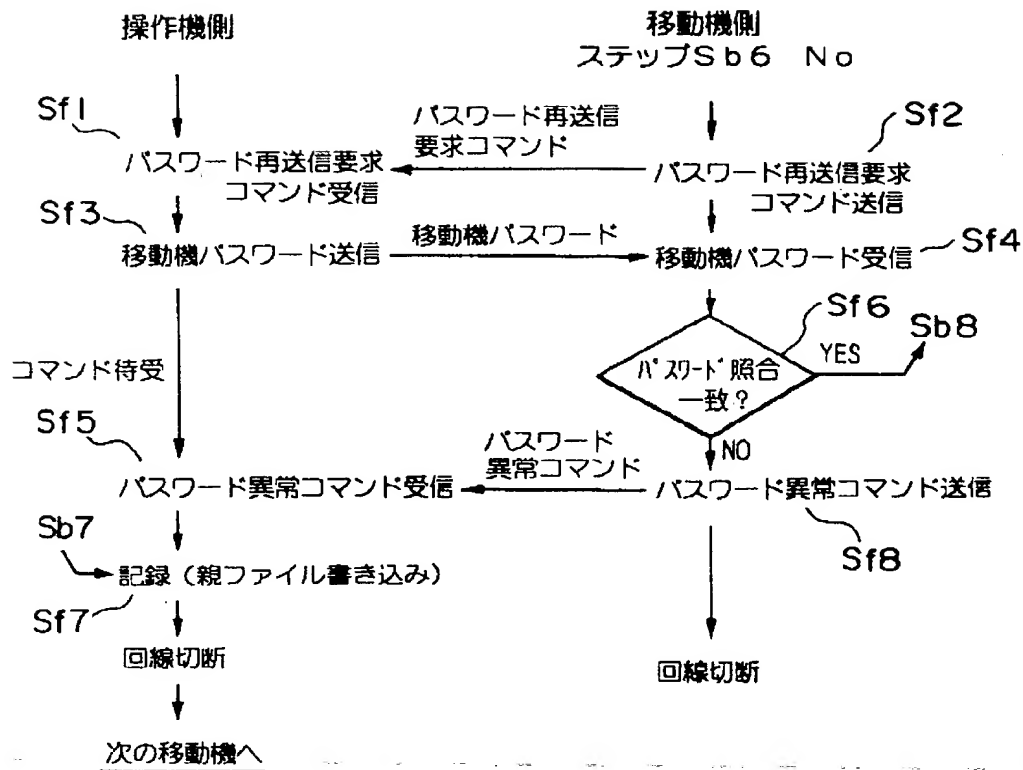 操作機側
移動機側
ステップSb6 No
Sf1
パスワード再送信
要求コマンド
Sf2
パスワード再送信要求
コマンド受信
パスワード再送信要求
コマンド送信
Sf3
移動機パスワード送信
移動機パスワード
移動機パスワード受信
Sf4
Sf6
Sb8
コマンド待受
パスワード照合
一致?
YES
NO
Sf5
パスワード
異常コマンド
パスワード異常コマンド受信
パスワード異常コマンド送信
Sb7
Sf8
記録(親ファイル書き込み)
Sf7
回線切断
回線切断
次の移動機へ